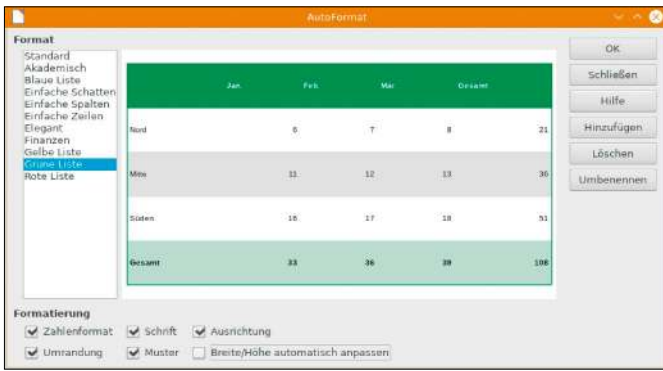 AutoFormat
Format
Standard
Akademisch
Blaue Liste
Einfache Schatten
Einfache Spalten
Einfache Zeilen
Elegant
Finanzen
Gelbe Liste
Grüne Liste
Rote Liste
Jan Feb Mar Gesamt
Nord 6 7 8 21
Mitte 11 12 13 36
Süden 16 17 18 51
Gesamt 33 36 39 108
OK
Schließen
Hilfe
Hinzufügen
Löschen
Umbenennen
Formatierung
Zahlenformat Schrift Ausrichtung
Umrandung Muster Breite/Höhe automatisch anpassen